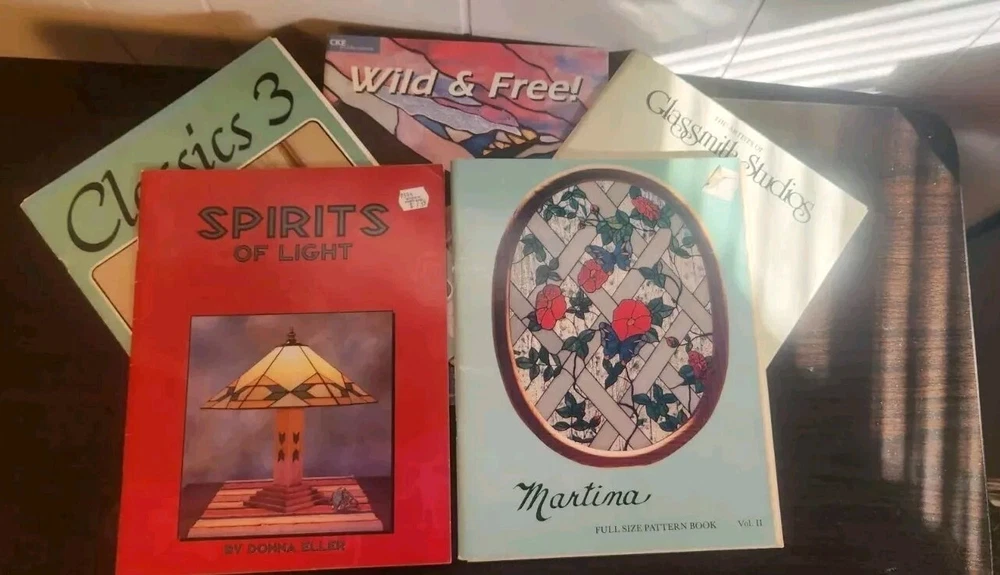 Classics 3
CKE
Wild & Free!
Glassmith Studios
SPIRITS
OF LIGHT
BY DONNA ELLER
Martina
FULL SIZE PATTERN BOOK Vol. II